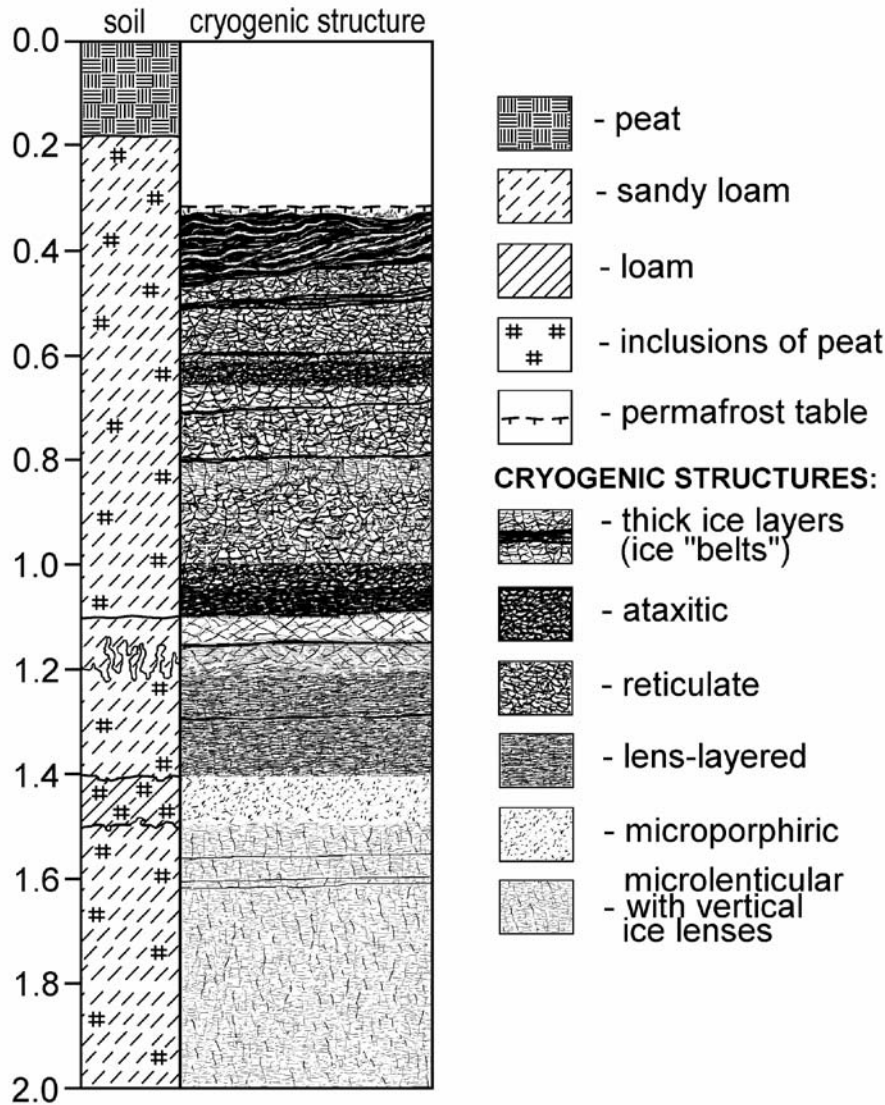 soil cryogenic structure
0.0
0.2
0.4
0.6
0.8
1.0
1.2
1.4
1.6
1.8
2.0
- peat
- sandy loam
- loam
- inclusions of peat
- permafrost table
CRYOGENIC STRUCTURES:
- thick ice layers
(ice "belts")
- ataxitic
- reticulate
- lens-layered
- microporphiric
microlenticular
- with vertical
ice lenses